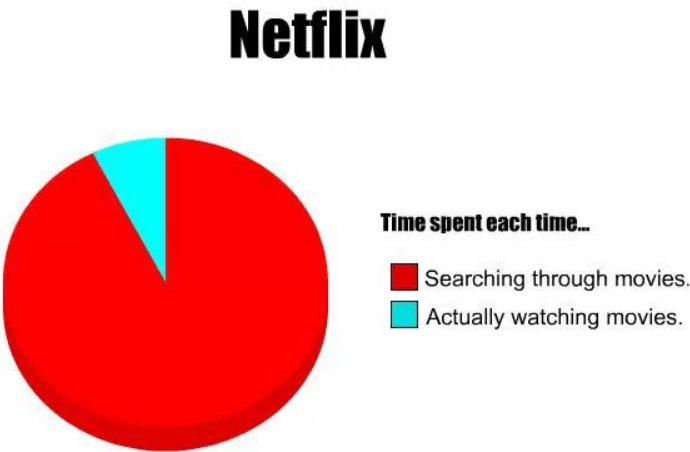 Netflix
Time spent each time...
Searching through movies.
Actually watching movies.